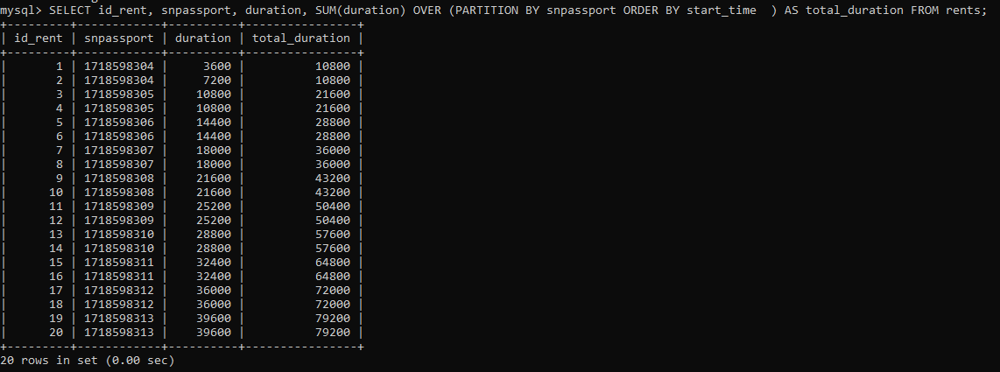 mysql> SELECT id_rent, snpassport, duration, SUM(duration) OVER (PARTITION BY snpassport ORDER BY start_time  ) AS total_duration FROM rents;
+---------+------------+----------+----------------+
| id_rent | snpassport | duration | total_duration |
+---------+------------+----------+----------------+
|       1 | 1718598304 |     3600 |          10800 |
|       2 | 1718598304 |     7200 |          10800 |
|       3 | 1718598305 |    10800 |          21600 |
|       4 | 1718598305 |    10800 |          21600 |
|       5 | 1718598306 |    14400 |          28800 |
|       6 | 1718598306 |    14400 |          28800 |
|       7 | 1718598307 |    18000 |          36000 |
|       8 | 1718598307 |    18000 |          36000 |
|       9 | 1718598308 |    21600 |          43200 |
|      10 | 1718598308 |    21600 |          43200 |
|      11 | 1718598309 |    25200 |          50400 |
|      12 | 1718598309 |    25200 |          50400 |
|      13 | 1718598310 |    28800 |          57600 |
|      14 | 1718598310 |    28800 |          57600 |
|      15 | 1718598311 |    32400 |          64800 |
|      16 | 1718598311 |    32400 |          64800 |
|      17 | 1718598312 |    36000 |          72000 |
|      18 | 1718598312 |    36000 |          72000 |
|      19 | 1718598313 |    39600 |          79200 |
|      20 | 1718598313 |    39600 |          79200 |
+---------+------------+----------+----------------+
20 rows in set (0.00 sec)